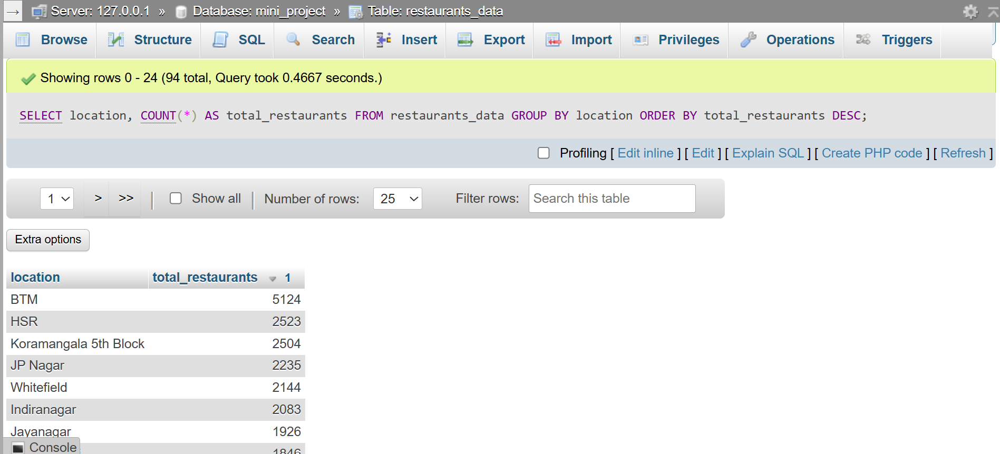 → Server: 127.0.0.1 » Database: mini_project » Table: restaurants_data
Browse Structure SQL Search Insert Export Import Privileges Operations Triggers
Showing rows 0 - 24 (94 total, Query took 0.4667 seconds.)
SELECT location, COUNT(*) AS total_restaurants FROM restaurants_data GROUP BY location ORDER BY total_restaurants DESC;
Profiling [ Edit inline ] [ Edit ] [ Explain SQL ] [ Create PHP code ] [ Refresh ]
1 > >> | Show all | Number of rows: 25 Filter rows: Search this table
Extra options
location total_restaurants 1
BTM 5124
HSR 2523
Koramangala 5th Block 2504
JP Nagar 2235
Whitefield 2144
Indiranagar 2083
Jayanagar 1926
Console 1846